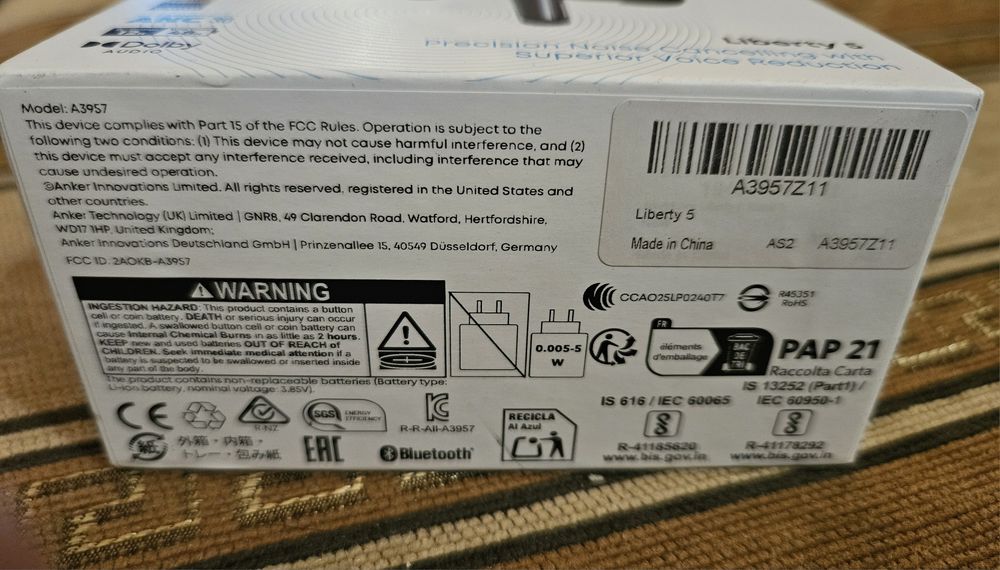 ANC
Dolby
AUDIO
Liberty 5
Precision Noise Cancelling with
Superior Voice Reduction
Model: A3957
This device complies with Part 15 of the FCC Rules. Operation is subject to the
following two conditions: (1) This device may not cause harmful interference, and (2)
this device must accept any interference received, including interference that may
cause undesired operation.
©Anker Innovations Limited. All rights reserved, registered in the United States and
other countries.
Anker Technology (UK) Limited | GNR8, 49 Clarendon Road, Watford, Hertfordshire,
WD17 1HP, United Kingdom;
Anker Innovations Deutschland GmbH | Prinzenallee 15, 40549 Düsseldorf, Germany
FCC ID: 2AOKB-A3957
A3957Z11
Liberty 5
Made in China AS2 A3957Z11
WARNING
INGESTION HAZARD: This product contains a button
cell or coin battery. DEATH or serious injury can occur
if ingested. A swallowed button cell or coin battery can
cause Internal Chemical Burns in as little as 2 hours.
KEEP new and used batteries OUT OF REACH of
CHILDREN. Seek immediate medical attention if a
battery is suspected to be swallowed or inserted inside
any part of the body.
The product contains non-replaceable batteries (Battery type:
Li-ion battery, nominal voltage: 3.85V).
0.005-5
W
CCAO25LP0240T7
R45351
RoHS
FR
éléments
d'emballage
BAC
DE
TRI
PAP 21
Raccolta Carta
IS 616 / IEC 60065
R-41185620
www.bis.gov.in
IS 13252 (Part1) /
IEC 60950-1
R-41178292
www.bis.gov.in
CE
R-NZ
SGS ENERGY
EFFICIENCY
R-R-AII-A3957
RECICLA
Al Azul
紙
外箱・内箱・
トレー・包み紙
EAC
Bluetooth®